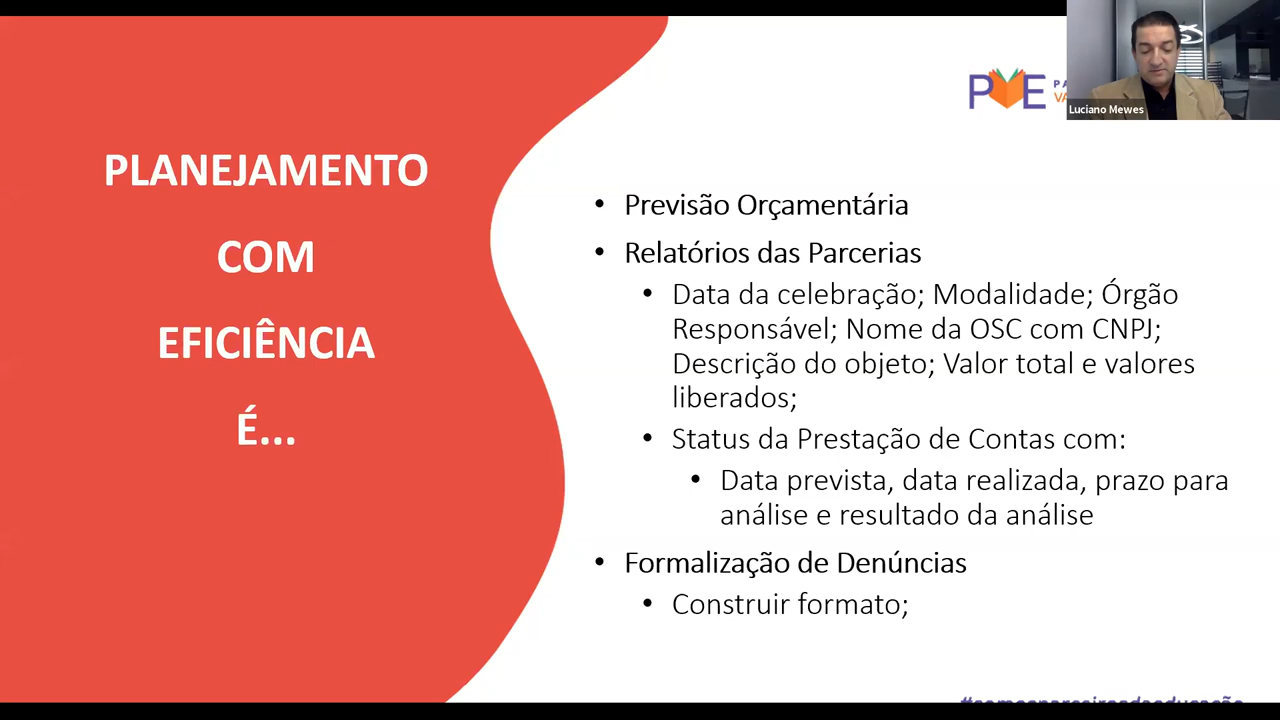 PLANEJAMENTO
COM
EFICIÊNCIA
É...
PVE
Luciano Mewes
• Previsão Orçamentária
• Relatórios das Parcerias
• Data da celebração; Modalidade; Órgão
Responsável; Nome da OSC com CNPJ;
Descrição do objeto; Valor total e valores
liberados;
• Status da Prestação de Contas com:
• Data prevista, data realizada, prazo para
análise e resultado da análise
• Formalização de Denúncias
• Construir formato;